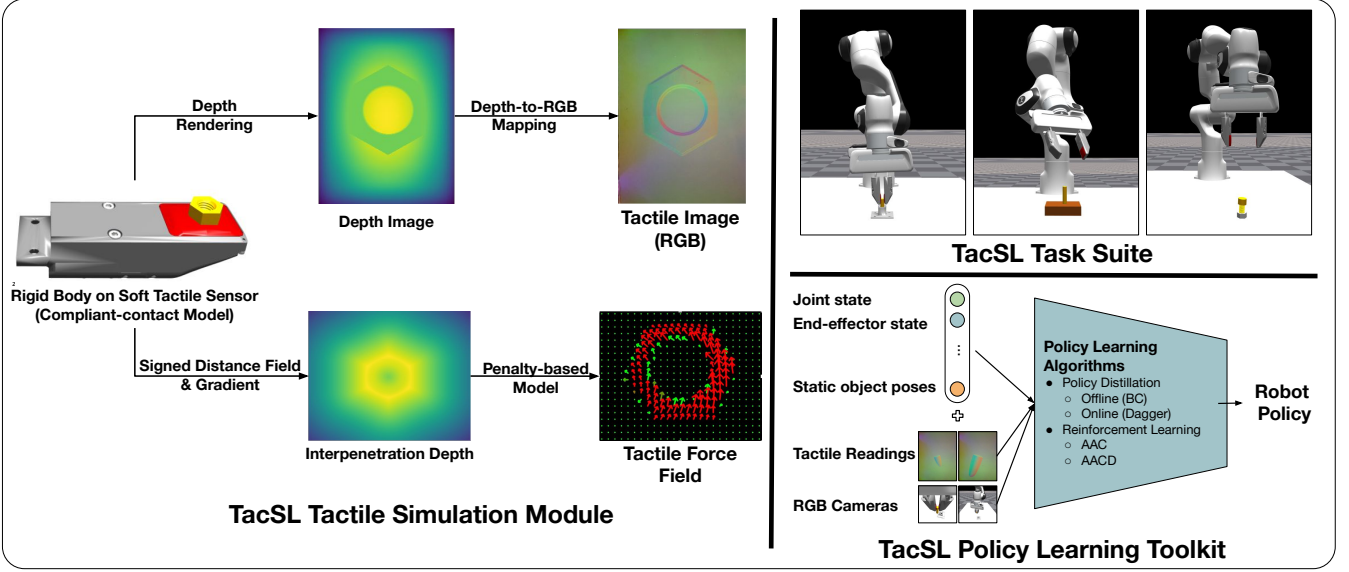 Depth
Rendering
Depth-to-RGB
Mapping
Depth Image
Tactile Image
(RGB)
2
Rigid Body on Soft Tactile Sensor
(Compliant-contact Model)
Signed Distance Field
& Gradient
Penalty-based
Model
Interpenetration Depth
Tactile Force
Field
TacSL Tactile Simulation Module
TacSL Task Suite
Joint state
End-effector state
⋮
Static object poses
Tactile Readings
RGB Cameras
Policy Learning
Algorithms
● Policy Distillation
○ Offline (BC)
○ Online (Dagger)
● Reinforcement Learning
○ AAC
○ AACD
Robot
Policy
TacSL Policy Learning Toolkit